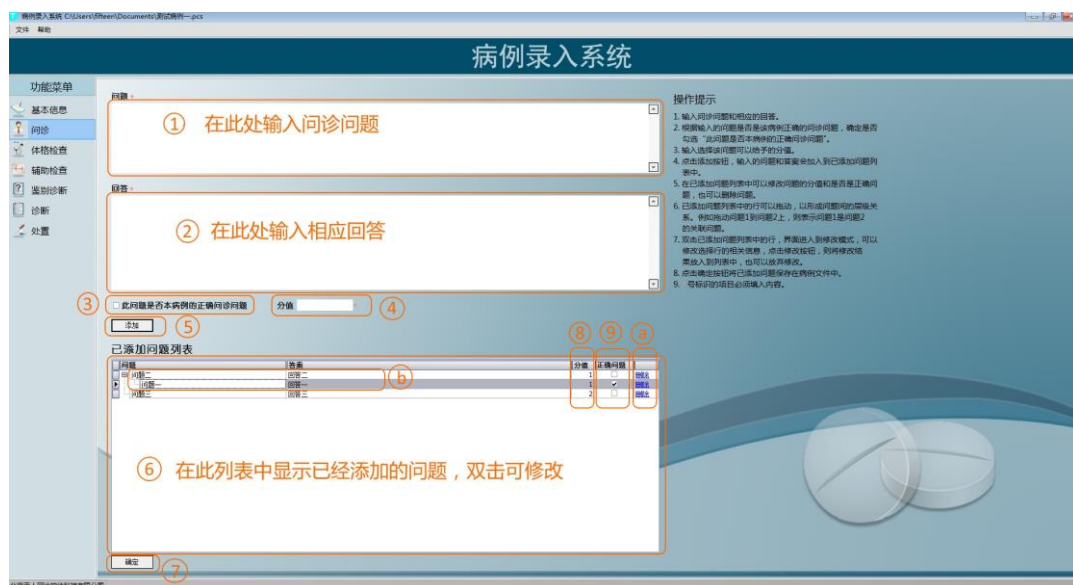 病例录入系统 C:\Users\fifteen\Documents\测试病例一.pcs
文件 帮助
病例录入系统
功能菜单
基本信息
问诊
体格检查
辅助检查
鉴别诊断
诊断
处置
问题 *
① 在此处输入问诊问题
回答 *
② 在此处输入相应回答
③ 此问题是否本病例的正确问诊问题 分值 * ④
添加 ⑤
已添加问题列表
⑧ ⑨ ⓐ
问题 答案 分值 正确问题
问题二 回答二 1 删除
问题一 回答一 1 删除
问题三 回答三 2 删除
ⓑ
⑥ 在此列表中显示已经添加的问题，双击可修改
确定 ⑦
操作提示
1. 输入问诊问题和相应的回答。
2. 根据输入的问题是否是该病例正确的问诊问题，确定是否
勾选“此问题是否本病例的正确问诊问题”。
3. 输入选择该问题可以给予的分值。
4. 点击添加按钮，输入的问题和答案会加入到已添加问题列
表中。
5. 在已添加问题列表中可以修改问题的分值和是否是正确问
题，也可以删除问题。
6. 已添加问题列表中的行可以拖动，以形成问题间的层级关
系。例如拖动问题1到问题2上，则表示问题1是问题2
的关联问题。
7. 双击已添加问题列表中的行，界面进入到修改模式，可以
修改选择行的相关信息，点击修改按钮，则将修改结
果放入到列表中，也可以放弃修改。
8. 点击确定按钮将已添加问题保存在病例文件中。
9. 号标识的项目必须填入内容。